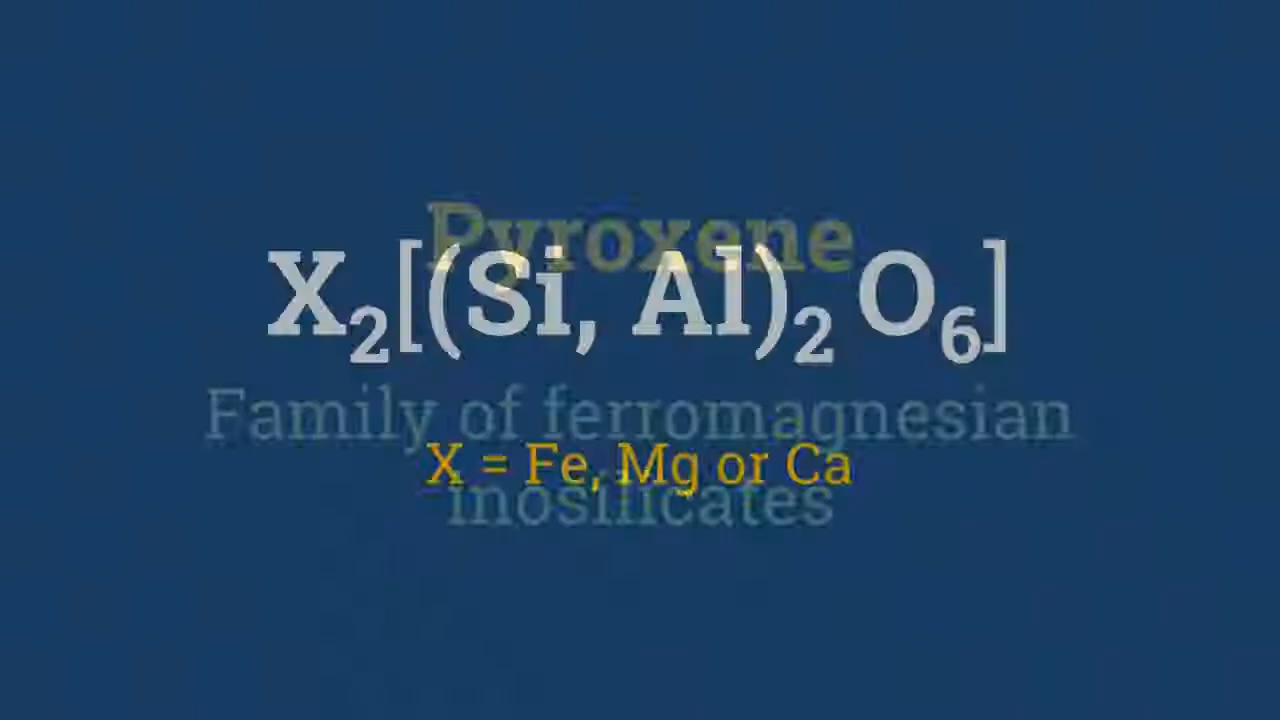 Pyroxene
X₂[(Si, Al)₂ O₆]
Family of ferromagnesian
X = Fe, Mg or Ca
inosilicates